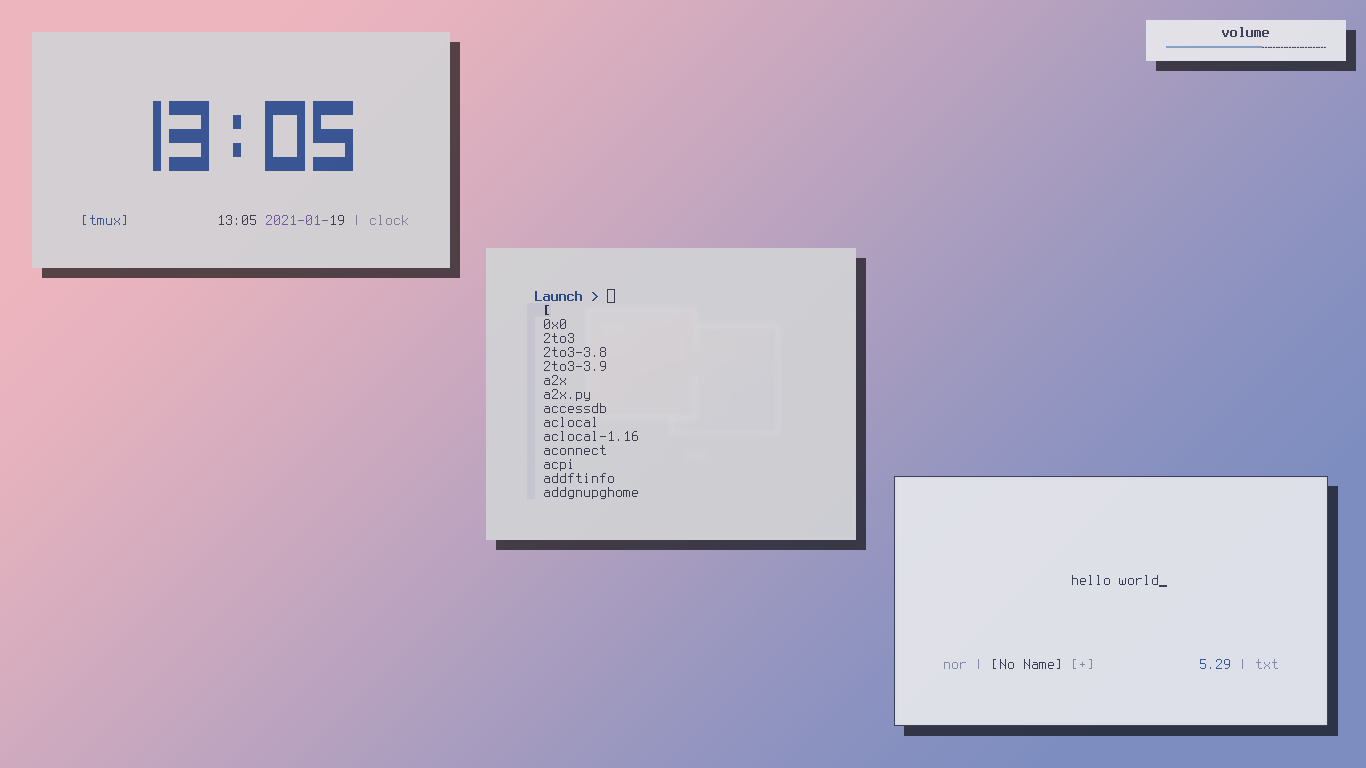 13:05
[tmux] 13:05 2021-01-19 | clock
volume
Launch >
[
0x0
2to3
2to3-3.8
2to3-3.9
a2x
a2x.py
accessdb
aclocal
aclocal-1.16
aconnect
acpi
addftinfo
addgnupghome
hello world_
nor | [No Name] [+] 5.29 | txt